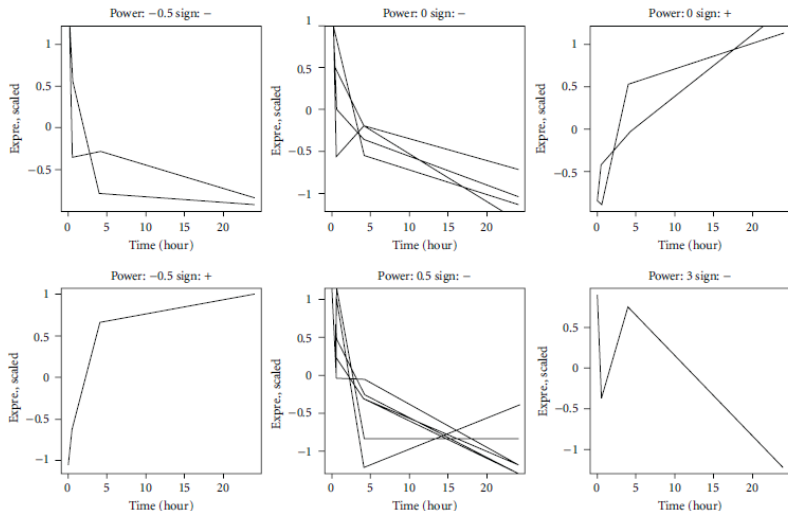 Power: −0.5 sign: −
Expre., scaled
1
0.5
0
−0.5
0 5 10 15 20
Time (hour)
Power: 0 sign: −
Expre., scaled
1
0.5
0
−0.5
−1
0 5 10 15 20
Time (hour)
Power: 0 sign: +
Expre., scaled
1
0.5
0
−0.5
0 5 10 15 20
Time (hour)
Power: −0.5 sign: +
Expre., scaled
1
0.5
0
−0.5
−1
0 5 10 15 20
Time (hour)
Power: 0.5 sign: −
Expre., scaled
1
0.5
0
−0.5
−1
0 5 10 15 20
Time (hour)
Power: 3 sign: −
Expre., scaled
0.5
0
−0.5
−1
0 5 10 15 20
Time (hour)